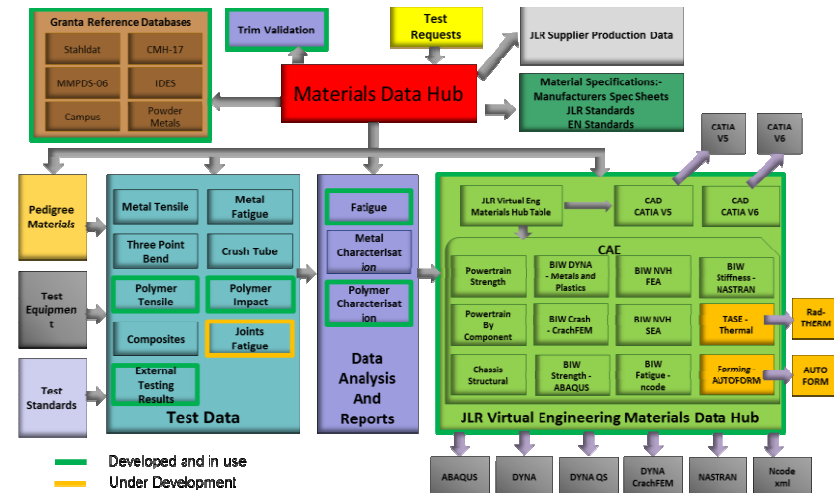 Granta Reference Databases
Stahldat
CMH-17
MMPDS-06
IDES
Campus
Powder
Metals
Trim Validation
Test
Requests
JLR Supplier Production Data
Materials Data Hub
Material Specifications:-
Manufacturers Spec Sheets
JLR Standards
EN Standards
CATIA
V5
CATIA
V6
Pedigree
Materials
Test
Equipmen
t
Test
Standards
Metal Tensile
Metal
Fatigue
Three Point
Bend
Crush Tube
Polymer
Tensile
Polymer
Impact
Composites
Joints
Fatigue
External
Testing
Results
Test Data
Fatigue
Metal
Characterisat
ion
Polymer
Characterisat
ion
Data
Analysis
And
Reports
JLR Virtual Eng
Materials Hub Table
CAD
CATIA V5
CAD
CATIA V6
CAE
Powertrain
Strength
BIW DYNA
- Metals and
Plastics
BIW NVH
FEA
BIW
Stiffness -
NASTRAN
Powertrain
By
Component
BIW Crash
- CrachFEM
BIW NVH
SEA
TASE -
Thermal
Chassis
Structural
BIW
Strength -
ABAQUS
BIW
Fatigue -
ncode
Forming -
AUTOFORM
JLR Virtual Engineering Materials Data Hub
Rad-
THERM
AUTO
FORM
ABAQUS
DYNA
DYNA QS
DYNA
CrachFEM
NASTRAN
Ncode
xml
Developed and in use
Under Development